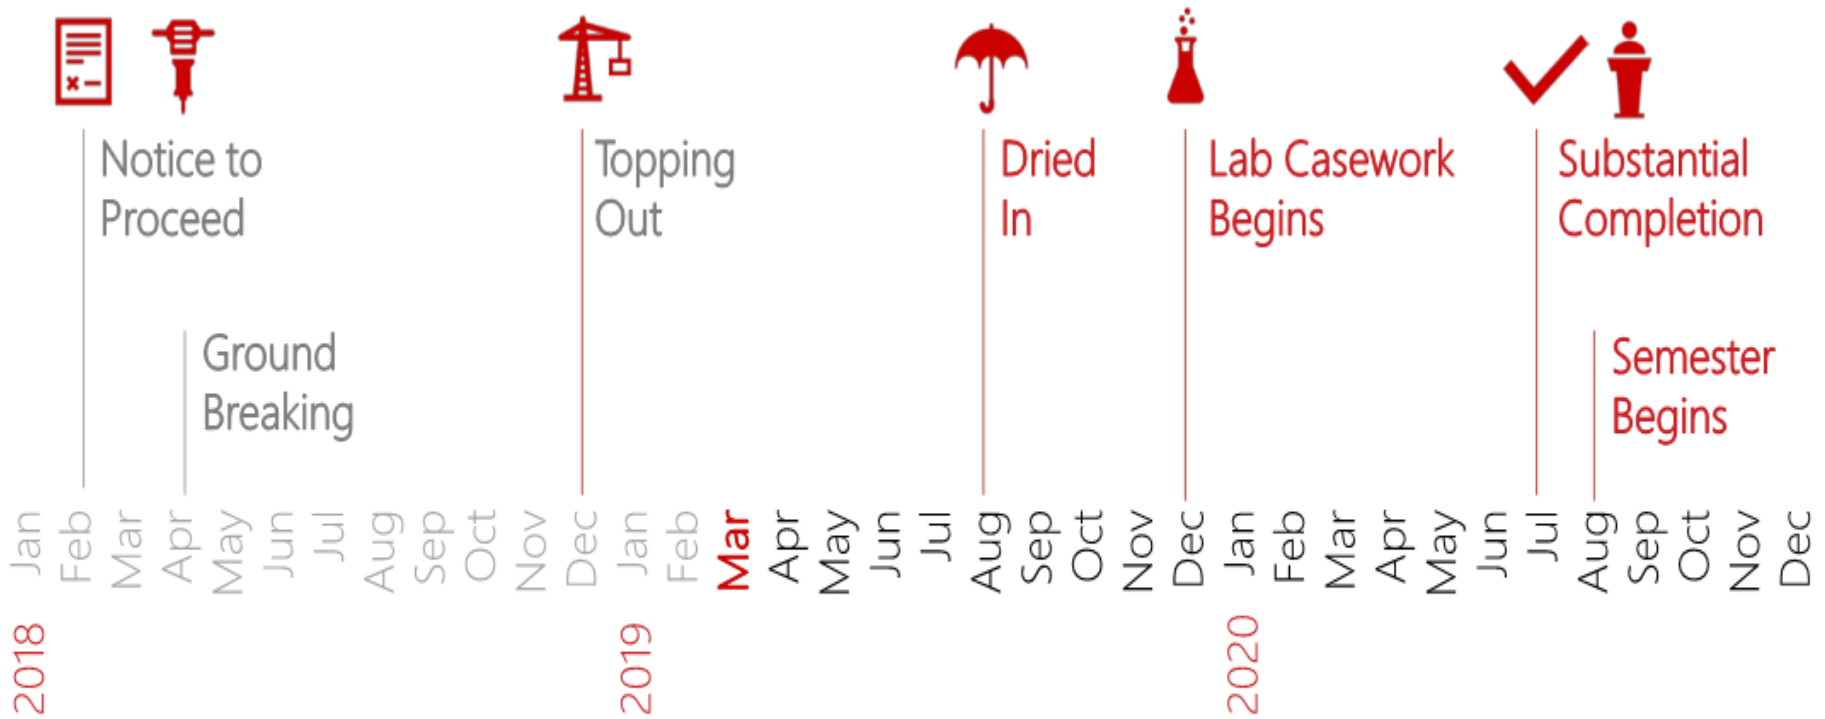 Notice to
Proceed
Topping
Out
Dried
In
Lab Casework
Begins
Substantial
Completion
Ground
Breaking
Semester
Begins
Jan Feb Mar Apr May Jun Jul Aug Sep Oct Nov Dec Jan Feb Mar Apr May Jun Jul Aug Sep Oct Nov Dec Jan Feb Mar Apr May Jun Jul Aug Sep Oct Nov Dec
2018 2019 2020